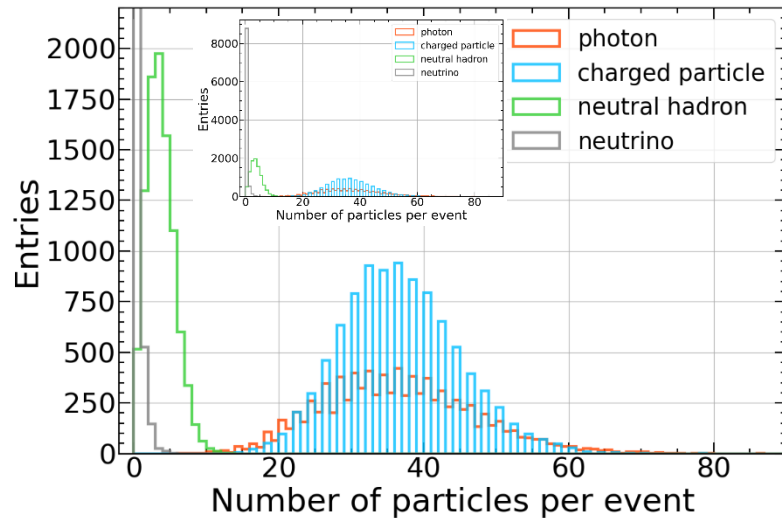 2000
1750
1500
1250
1000
750
500
250
0
Entries
0 20 40 60 80
Number of particles per event
photon
charged particle
neutral hadron
neutrino
8000
6000
4000
2000
0
Entries
0 20 40 60 80
Number of particles per event
photon
charged particle
neutral hadron
neutrino